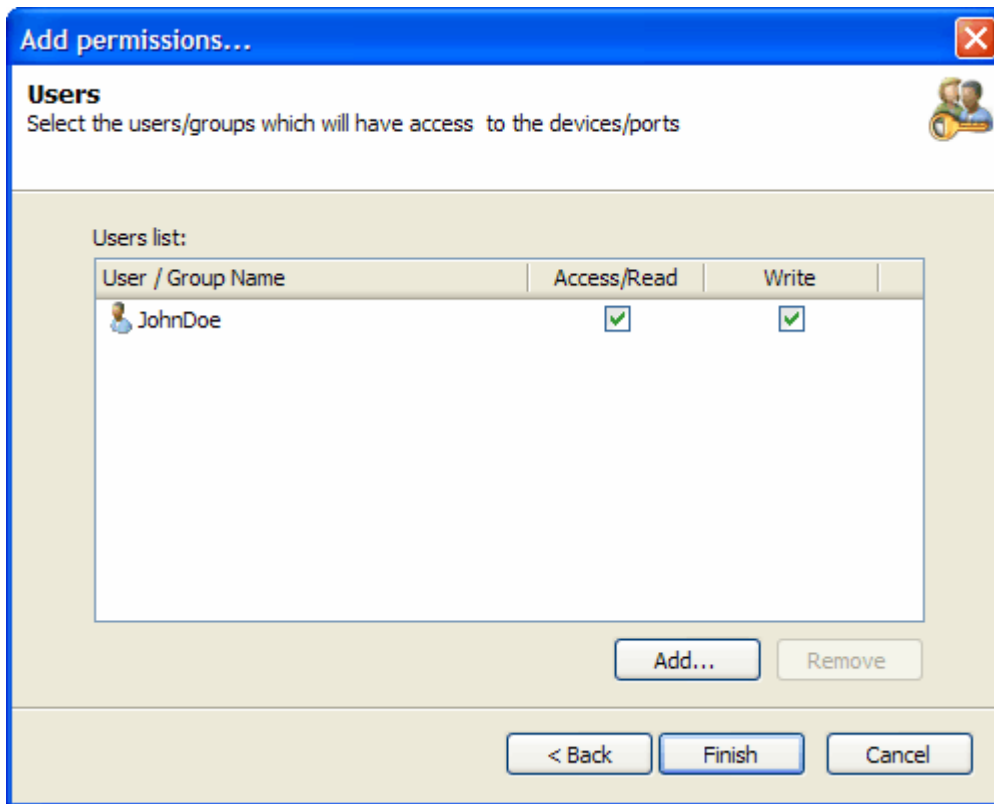 Add permissions...
Users
Select the users/groups which will have access  to the devices/ports
Users list:
User / Group Name Access/Read Write
JohnDoe
Add... Remove
< Back Finish Cancel